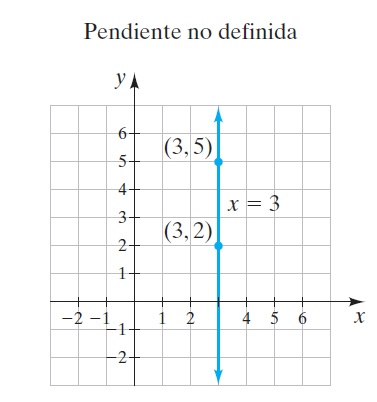 Pendiente no definida
y
6
(3, 5)
5
4
x = 3
3
(3, 2)
2
1
−2 −1 1 2 4 5 6 x
−1
−2